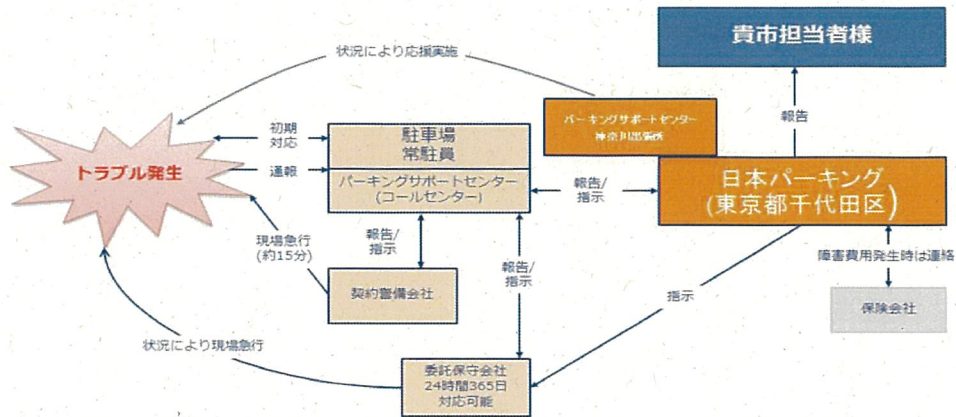 貴市担当者様
状況により応援実施
報告
パーキングサポートセンター
神奈川出張所
初期
対応
駐車場
常駐員
トラブル発生
通報
パーキングサポートセンター
(コールセンター)
報告/
指示
日本パーキング
(東京都千代田区)
現場急行
(約15分)
報告/
指示
報告/
指示
障害費用発生時は連絡
契約警備会社
指示
保険会社
状況により現場急行
委託保守会社
24時間365日
対応可能